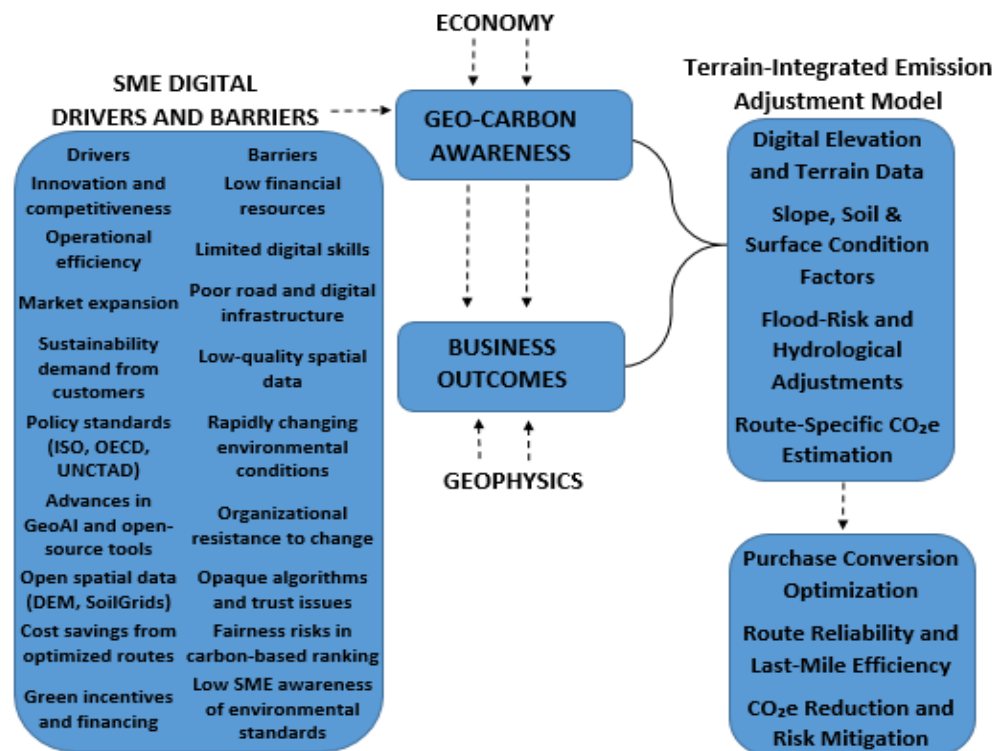 ECONOMY
SME DIGITAL
DRIVERS AND BARRIERS
Drivers
Innovation and
competitiveness
Operational
efficiency
Market expansion
Sustainability
demand from
customers
Policy standards
(ISO, OECD,
UNCTAD)
Advances in
GeoAI and open-
source tools
Open spatial data
(DEM, SoilGrids)
Cost savings from
optimized routes
Green incentives
and financing
Barriers
Low financial
resources
Limited digital skills
Poor road and digital
infrastructure
Low-quality spatial
data
Rapidly changing
environmental
conditions
Organizational
resistance to change
Opaque algorithms
and trust issues
Fairness risks in
carbon-based ranking
Low SME awareness
of environmental
standards
GEO-CARBON
AWARENESS
BUSINESS
OUTCOMES
GEOPHYSICS
Terrain-Integrated Emission
Adjustment Model
Digital Elevation
and Terrain Data
Slope, Soil &
Surface Condition
Factors
Flood-Risk and
Hydrological
Adjustments
Route-Specific CO₂e
Estimation
Purchase Conversion
Optimization
Route Reliability and
Last-Mile Efficiency
CO₂e Reduction and
Risk Mitigation